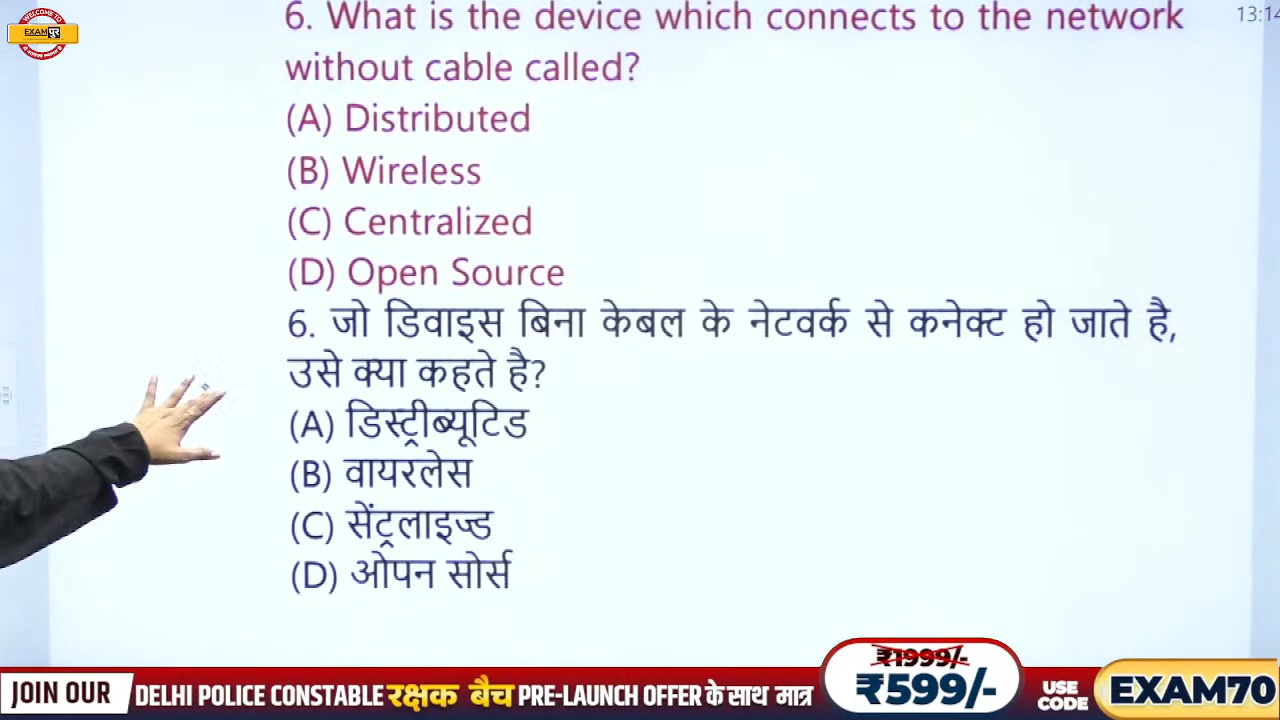 WELCOME TO
EXAM पुर
6. What is the device which connects to the network
13:14
without cable called?
(A) Distributed
(B) Wireless
(C) Centralized
(D) Open Source
6. जो डिवाइस बिना केबल के नेटवर्क से कनेक्ट हो जाते है,
उसे क्या कहते है?
(A) डिस्ट्रीब्यूटिड
(B) वायरलेस
(C) सेंट्रलाइज्ड
(D) ओपन सोर्स
JOIN OUR
DELHI POLICE CONSTABLE रक्षक बैच PRE-LAUNCH OFFER के साथ मात्र
₹1999/-
₹599/-
USE
CODE
EXAM70